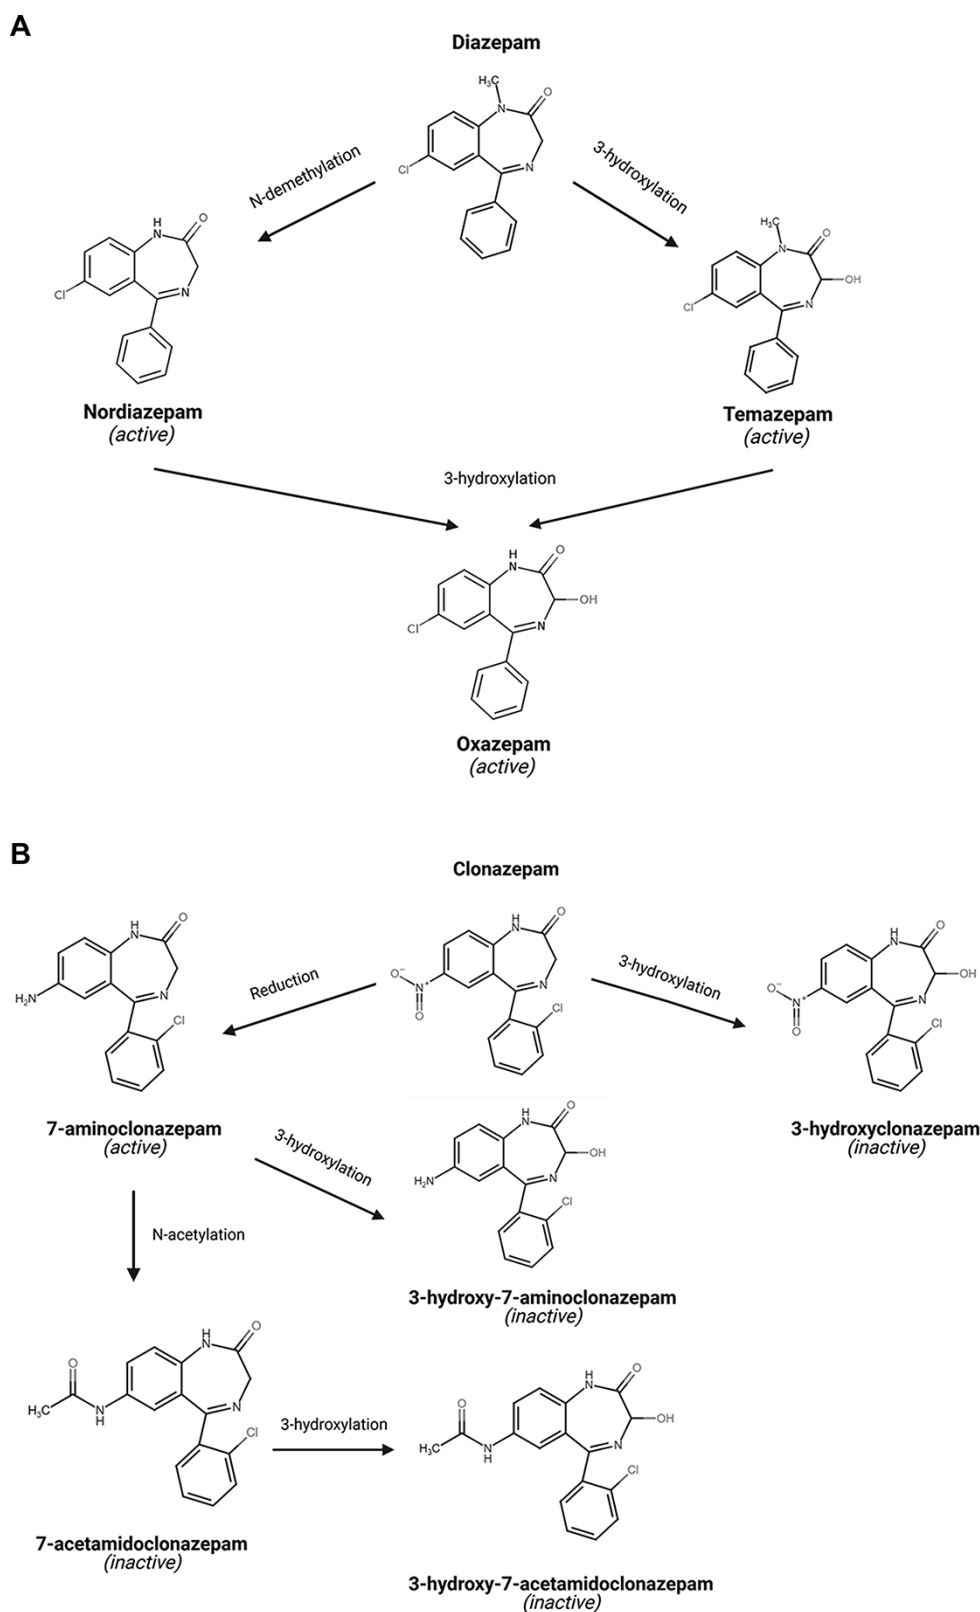 A
Diazepam
H₃C
N
O
Cl
N
N-demethylation
3-hydroxylation
H
N
O
Cl
N
H₃C
N
O
OH
Cl
N
Nordiazepam
(active)
Temazepam
(active)
3-hydroxylation
H
N
O
OH
Cl
N
Oxazepam
(active)
B
Clonazepam
H
N
O
N
H₂N
Cl
Reduction
H
N
O
O⁻
N⁺
O
N
Cl
3-hydroxylation
H
N
O
OH
O⁻
N⁺
O
N
Cl
7-aminoclonazepam
(active)
3-hydroxyclonazepam
(inactive)
3-hydroxylation
H
N
O
OH
H₂N
N
Cl
N-acetylation
3-hydroxy-7-aminoclonazepam
(inactive)
H
N
O
O
H₃C
N
H
N
Cl
3-hydroxylation
H
N
O
OH
O
H₃C
N
H
N
Cl
7-acetamidoclonazepam
(inactive)
3-hydroxy-7-acetamidoclonazepam
(inactive)